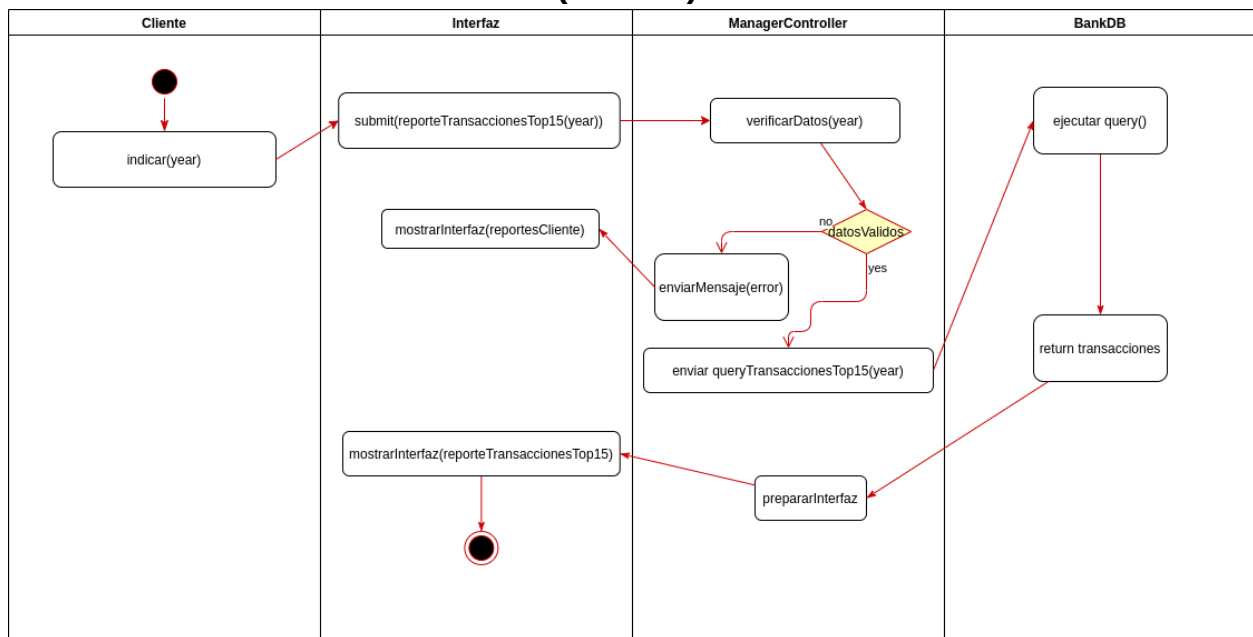 Cliente
Interfaz
ManagerController
BankDB
indicar(year)
submit(reporteTransaccionesTop15(year))
verificarDatos(year)
ejecutar query()
mostrarInterfaz(reportesCliente)
no
datosValidos
yes
enviarMensaje(error)
enviar queryTransaccionesTop15(year)
return transacciones
mostrarInterfaz(reporteTransaccionesTop15)
prepararInterfaz